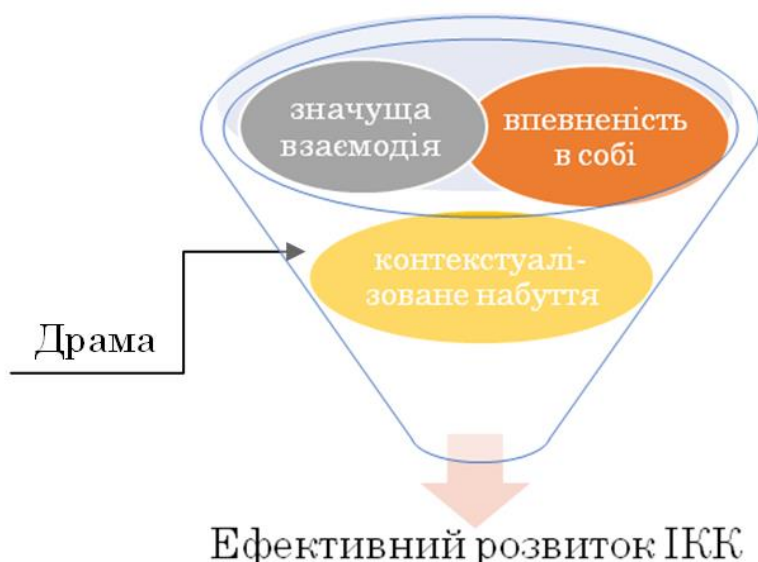 значуща
взаємодія
впевненість
в собі
контекстуалі-
зоване набуття
Драма
Ефективний розвиток ІКК